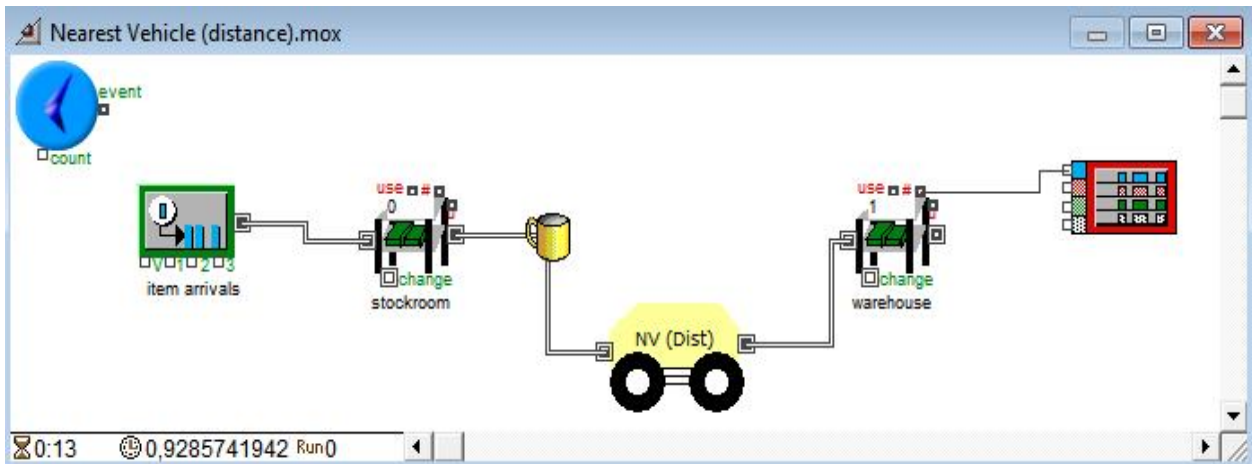 Nearest Vehicle (distance).mox
event
count
V 1 2 3
item arrivals
use #
0
change
stockroom
NV (Dist)
use #
1
change
warehouse
0:13 0,9285741942 Run0